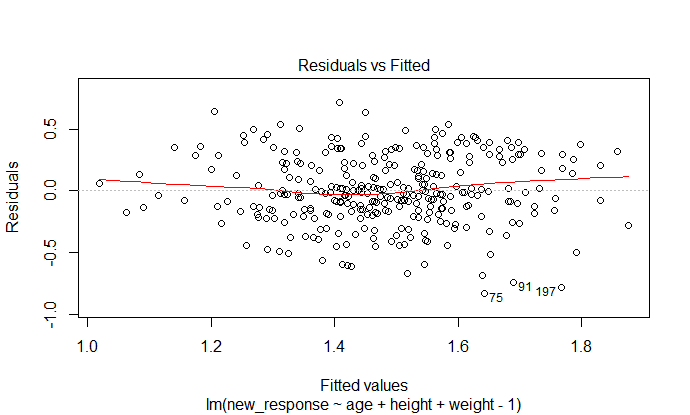 Residuals vs Fitted
Residuals
0.5
0.0
-0.5
-1.0
75
91
197
1.0 1.2 1.4 1.6 1.8
Fitted values
lm(new_response ~ age + height + weight - 1)